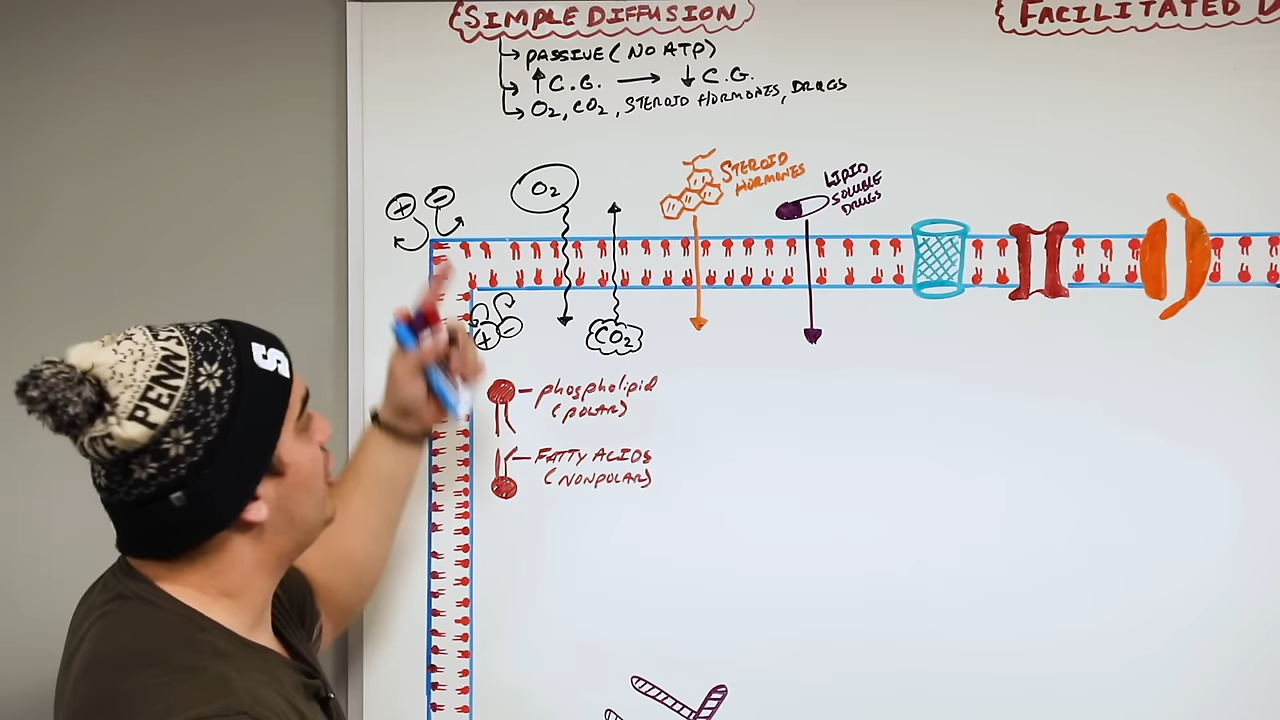 SIMPLE DIFFUSION
FACILITATED D
→ PASSIVE (NO ATP)
→ ↑ C.G. → ↓ C.G.
→ O2, CO2, STEROID HORMONES, DRUGS
+ -
O2
STEROID
HORMONES
LIPID
SOLUBLE
DRUGS
+ -
CO2
phospholipid
(POLAR)
FATTY ACIDS
(NONPOLAR)
PENN S
S